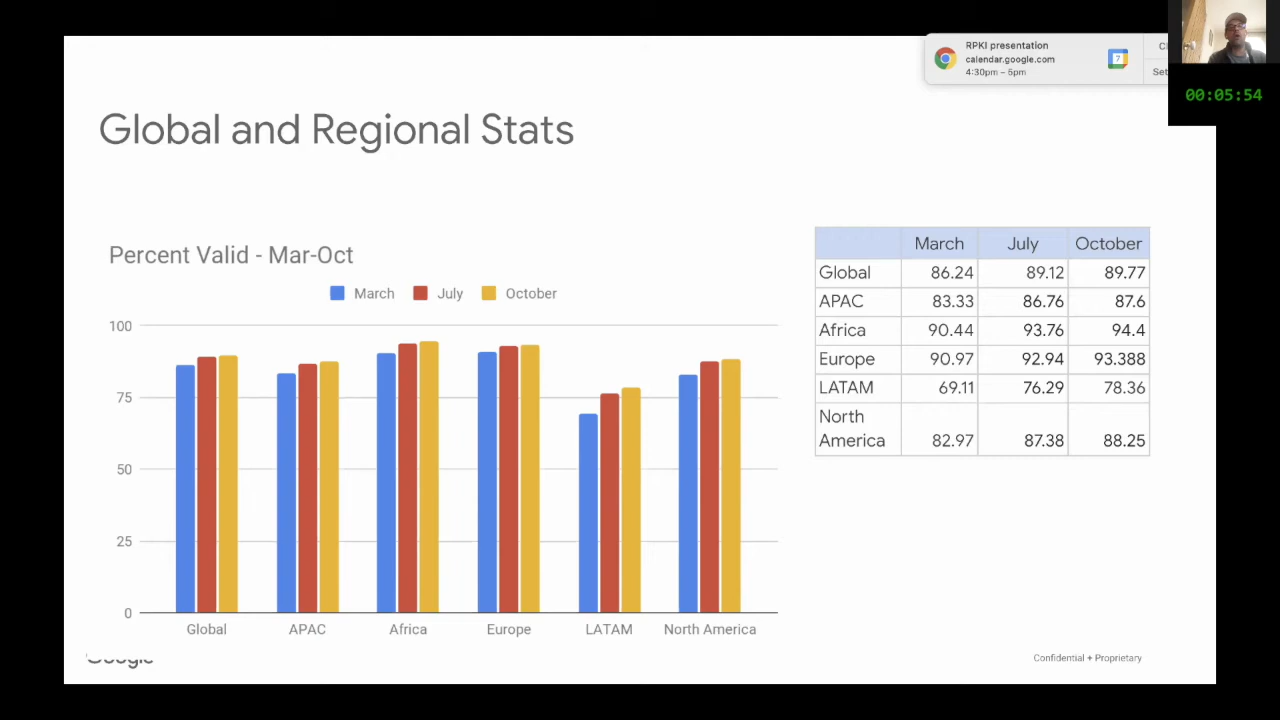 RPKI presentation
calendar.google.com
4:30pm – 5pm
00:05:54
Global and Regional Stats
Percent Valid - Mar-Oct
March July October
100
75
50
25
0
Global APAC Africa Europe LATAM North America
March July October
Global 86.24 89.12 89.77
APAC 83.33 86.76 87.6
Africa 90.44 93.76 94.4
Europe 90.97 92.94 93.388
LATAM 69.11 76.29 78.36
North
America 82.97 87.38 88.25
Google
Confidential + Proprietary